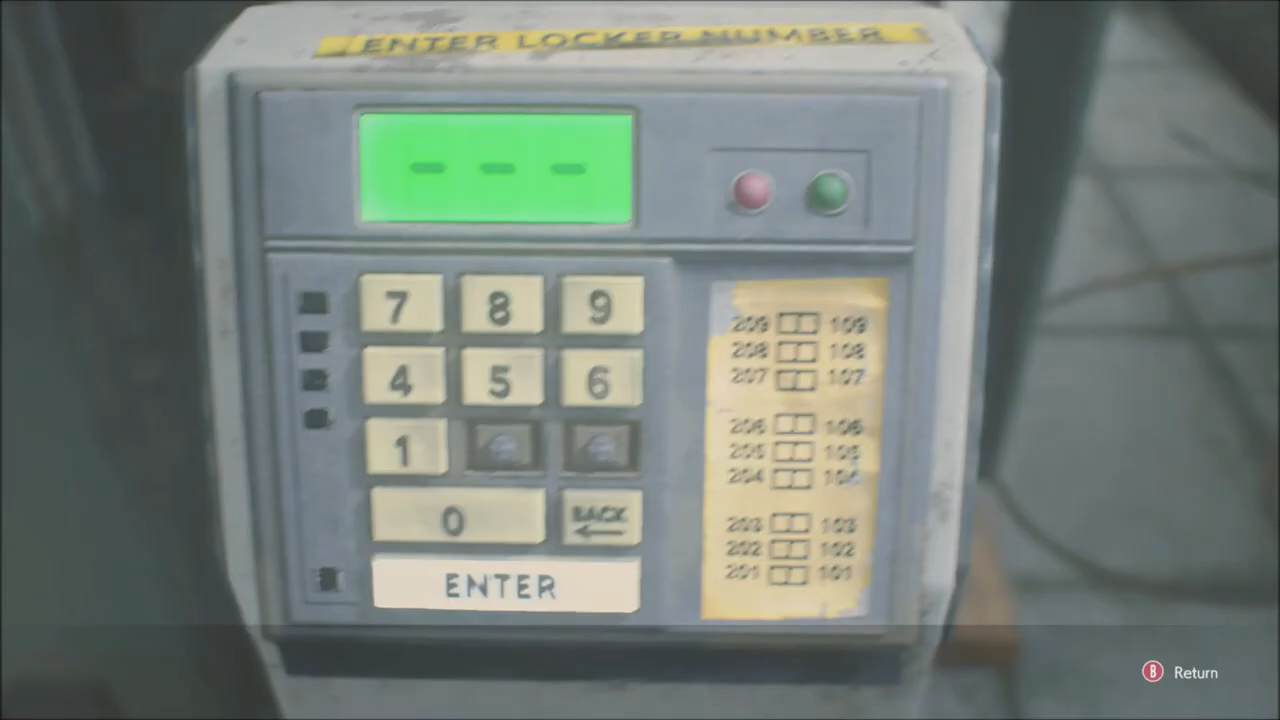 ENTER LOCKER NUMBER
- - -
7 8 9
4 5 6
1
0 BACK
ENTER
209 109
208 108
207 107
206 106
205 105
204 104
203 103
202 102
201 101
B Return